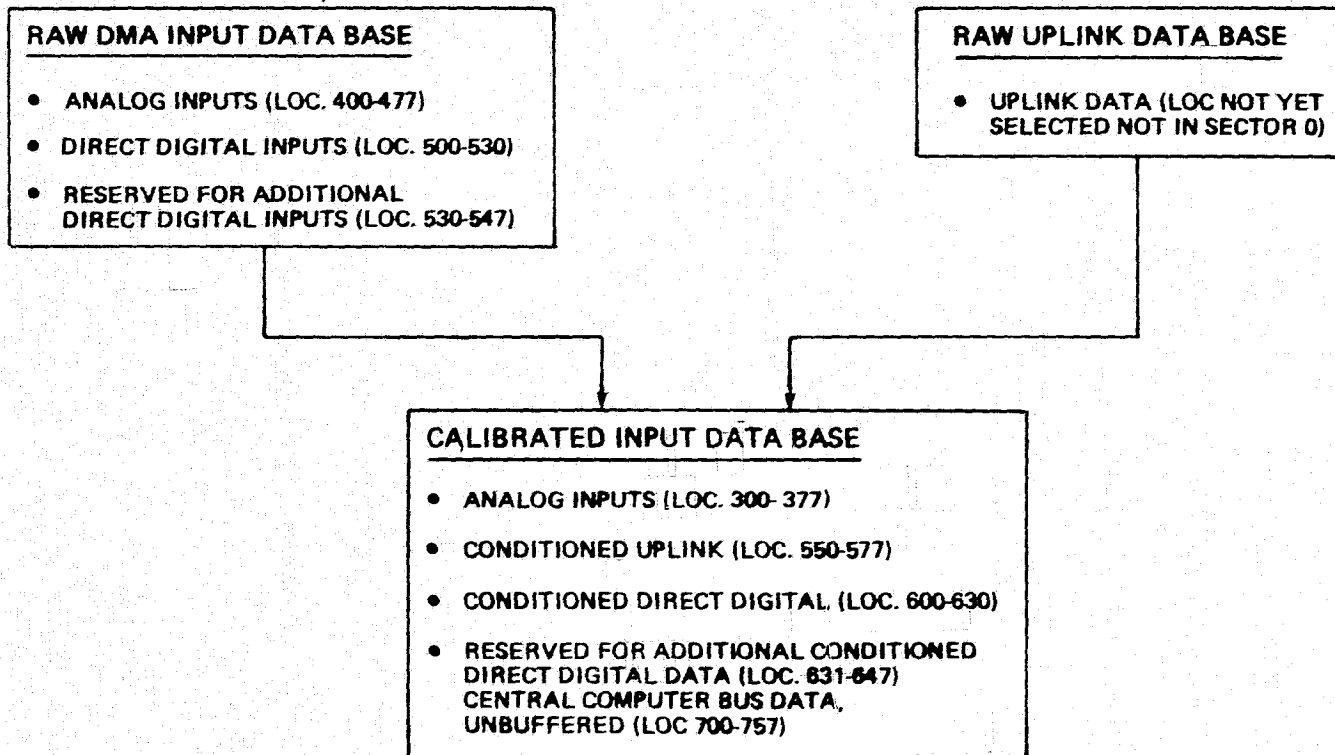 RAW DMA INPUT DATA BASE
• ANALOG INPUTS (LOC. 400-477)
• DIRECT DIGITAL INPUTS (LOC. 500-530)
• RESERVED FOR ADDITIONAL
DIRECT DIGITAL INPUTS (LOC. 530-547)
RAW UPLINK DATA BASE
• UPLINK DATA (LOC NOT YET
SELECTED NOT IN SECTOR 0)
CALIBRATED INPUT DATA BASE
• ANALOG INPUTS (LOC. 300-377)
• CONDITIONED UPLINK (LOC. 550-577)
• CONDITIONED DIRECT DIGITAL (LOC. 600-630)
• RESERVED FOR ADDITIONAL CONDITIONED
DIRECT DIGITAL DATA (LOC. 631-647)
CENTRAL COMPUTER BUS DATA,
UNBUFFERED (LOC 700-757)